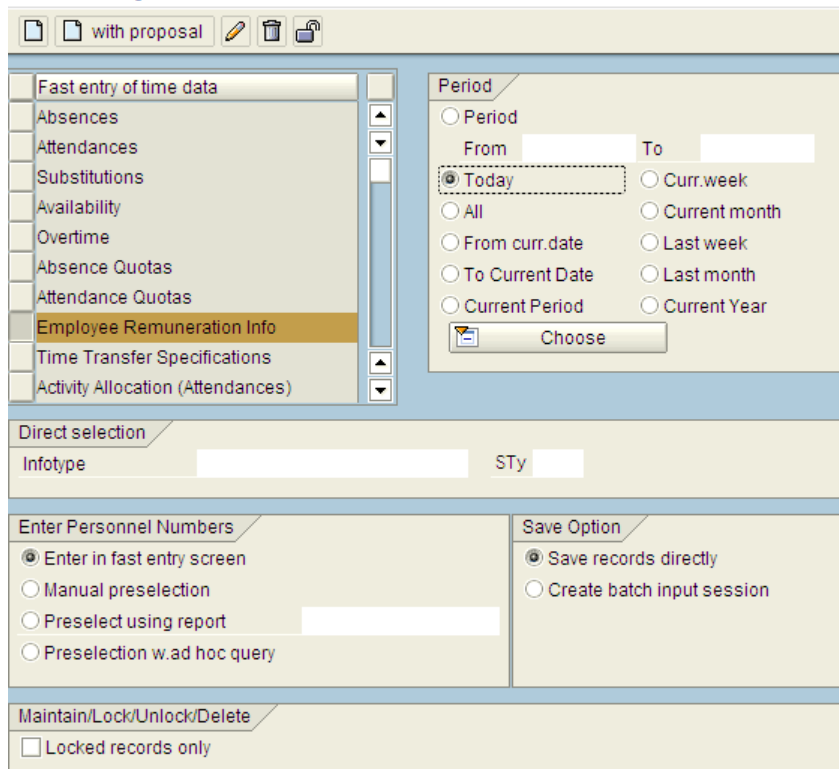 with proposal
Fast entry of time data
Absences
Attendances
Substitutions
Availability
Overtime
Absence Quotas
Attendance Quotas
Employee Remuneration Info
Time Transfer Specifications
Activity Allocation (Attendances)
Period
Period
From To
Today Curr.week
All Current month
From curr.date Last week
To Current Date Last month
Current Period Current Year
Choose
Direct selection
Infotype STy
Enter Personnel Numbers
Enter in fast entry screen
Manual preselection
Preselect using report
Preselection w.ad hoc query
Save Option
Save records directly
Create batch input session
Maintain/Lock/Unlock/Delete
Locked records only